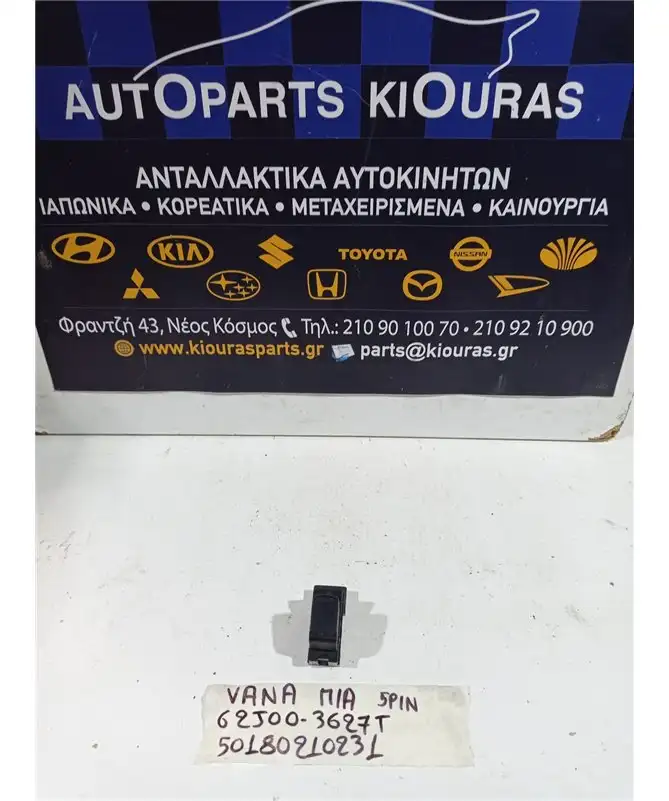 AUTOPARTS KIOURAS
ΑΝΤΑΛΛΑΚΤΙΚΑ ΑΥΤΟΚΙΝΗΤΩΝ
ΙΑΠΩΝΙΚΑ • ΚΟΡΕΑΤΙΚΑ • ΜΕΤΑΧΕΙΡΙΣΜΕΝΑ • ΚΑΙΝΟΥΡΓΙΑ
KIA TOYOTA NISSAN
Φραντζή 43, Νέος Κόσμος Τηλ.: 210 90 100 70 • 210 92 10 900
www.kiourasparts.gr parts@kiouras.gr
VANA MIA 5PIN
62J00-3627T
50180210231